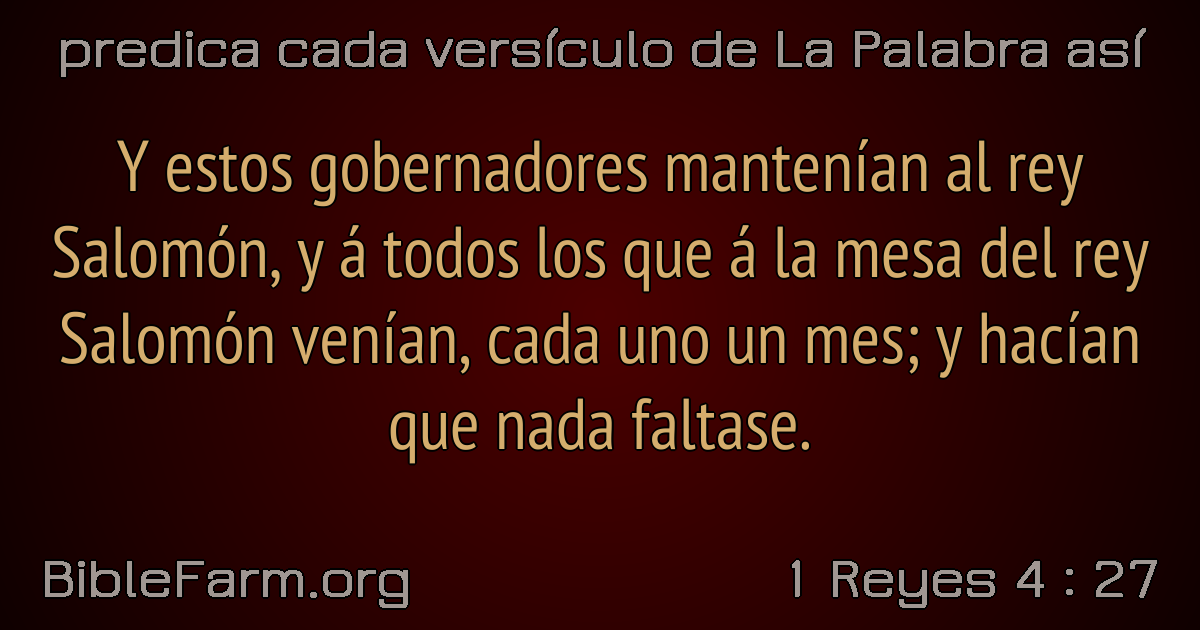 predica cada versículo de La Palabra así
Y estos gobernadores mantenían al rey
Salomón, y á todos los que á la mesa del rey
Salomón venían, cada uno un mes; y hacían
que nada faltase.
BibleFarm.org
1 Reyes 4 : 27